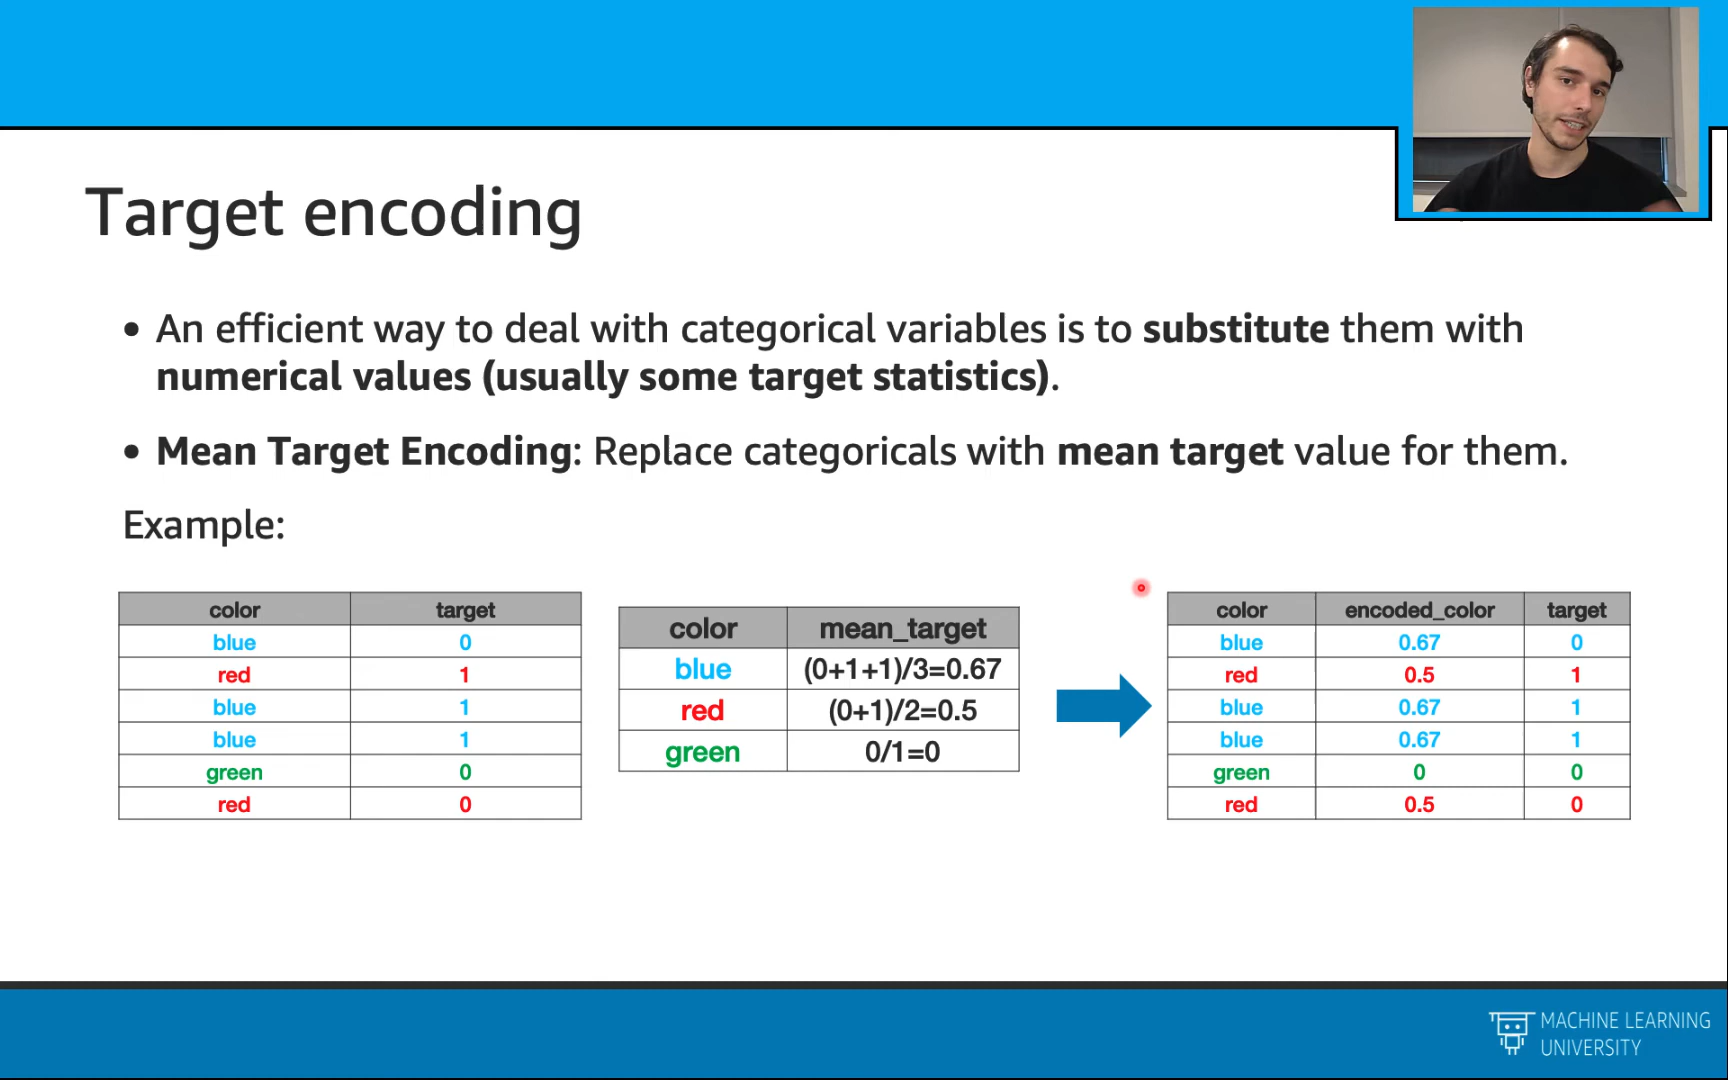 Target encoding
• An efficient way to deal with categorical variables is to substitute them with
numerical values (usually some target statistics).
• Mean Target Encoding: Replace categoricals with mean target value for them.
Example:
color target
blue 0
red 1
blue 1
blue 1
green 0
red 0
color mean_target
blue (0+1+1)/3=0.67
red (0+1)/2=0.5
green 0/1=0
color encoded_color target
blue 0.67 0
red 0.5 1
blue 0.67 1
blue 0.67 1
green 0 0
red 0.5 0
MACHINE LEARNING
UNIVERSITY